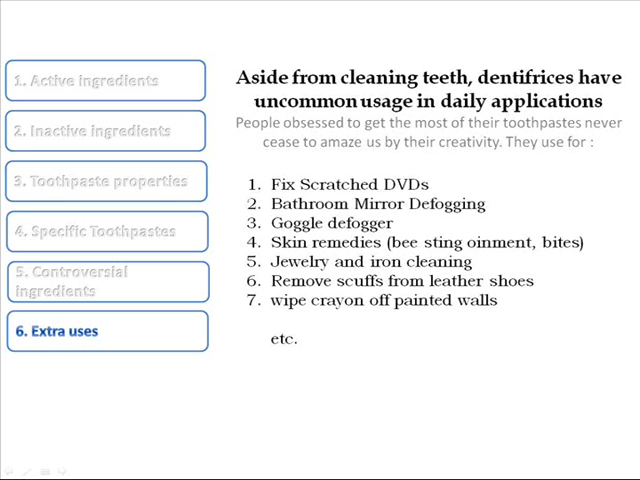 1. Active ingredients
2. Inactive ingredients
3. Toothpaste properties
4. Specific Toothpastes
5. Controversial
ingredients
6. Extra uses
Aside from cleaning teeth, dentifrices have
uncommon usage in daily applications
People obsessed to get the most of their toothpastes never
cease to amaze us by their creativity. They use for :
1. Fix Scratched DVDs
2. Bathroom Mirror Defogging
3. Goggle defogger
4. Skin remedies (bee sting oinment, bites)
5. Jewelry and iron cleaning
6. Remove scuffs from leather shoes
7. wipe crayon off painted walls
etc.